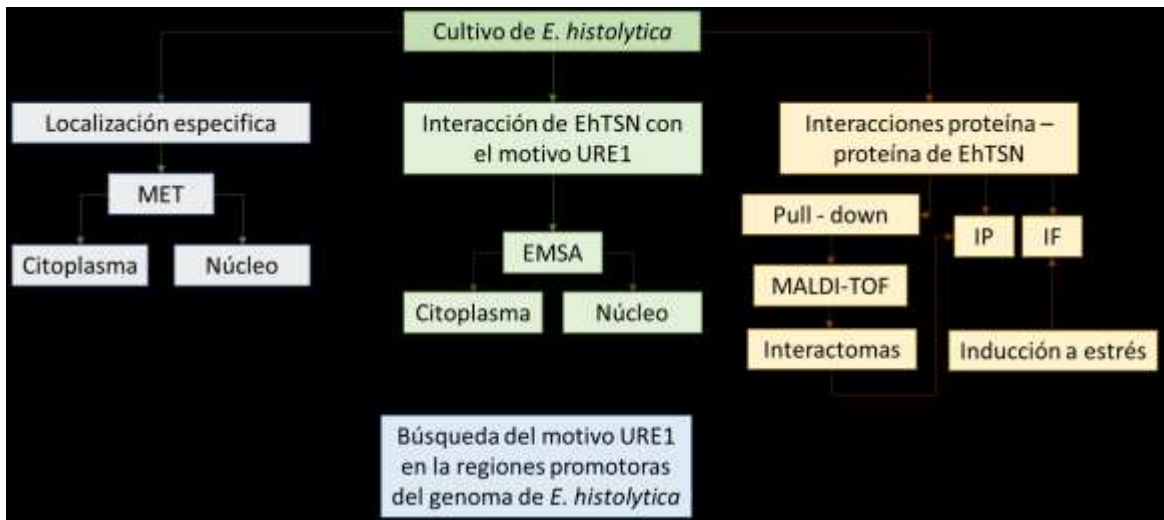 Cultivo de E. histolytica
Localización especifica
MET
Citoplasma
Núcleo
Interacción de EhTSN con
el motivo URE1
EMSA
Citoplasma
Núcleo
Interacciones proteína –
proteína de EhTSN
Pull - down
IP
IF
MALDI-TOF
Interactomas
Inducción a estrés
Búsqueda del motivo URE1
en la regiones promotoras
del genoma de E. histolytica